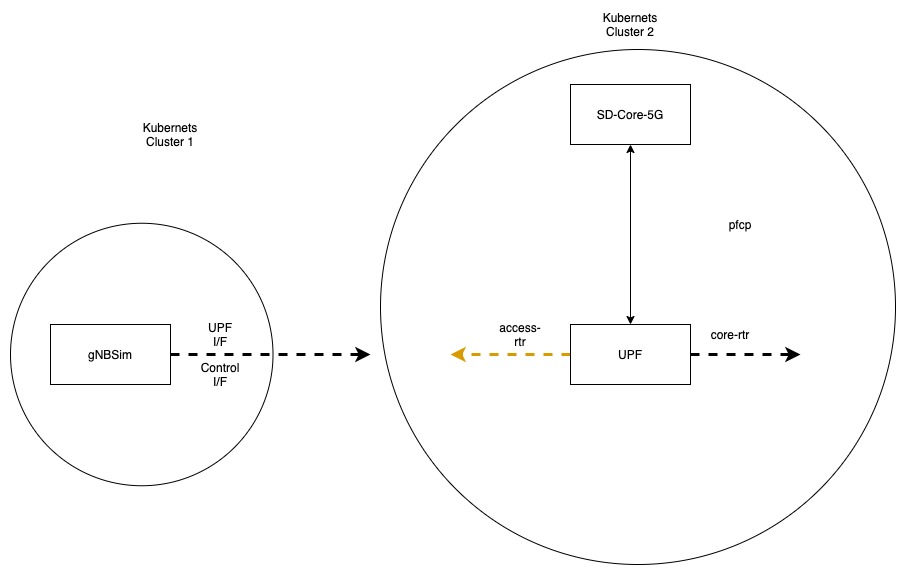 Kubernets
Cluster 2
SD-Core-5G
Kubernets
Cluster 1
pfcp
UPF
I/F
gNBSim
Control
I/F
access-
rtr
UPF
core-rtr